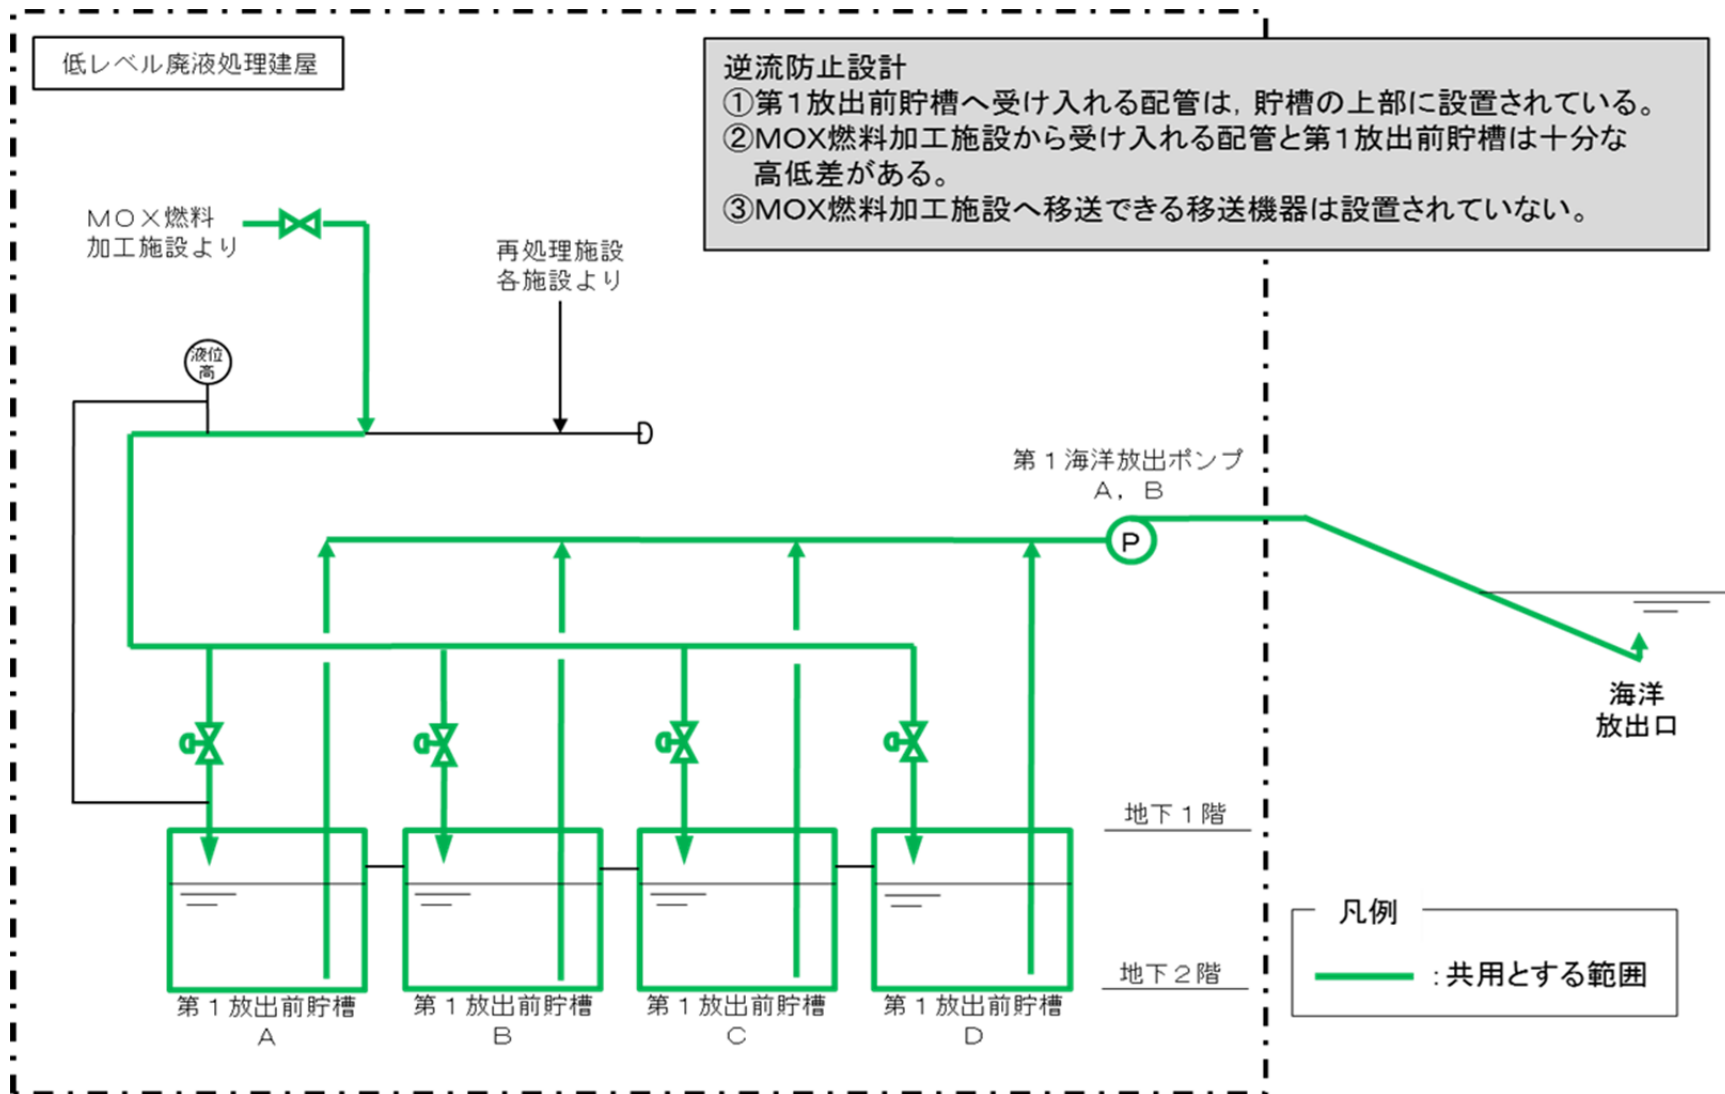 低レベル廃液処理建屋
逆流防止設計
①第１放出前貯槽へ受け入れる配管は，貯槽の上部に設置されている。
②MOX燃料加工施設から受け入れる配管と第１放出前貯槽は十分な
高低差がある。
③MOX燃料加工施設へ移送できる移送機器は設置されていない。
ＭＯＸ燃料
加工施設より
再処理施設
各施設より
液位
高
第１海洋放出ポンプ
Ａ，Ｂ
P
海洋
放出口
地下１階
地下２階
第１放出前貯槽
Ａ
第１放出前貯槽
Ｂ
第１放出前貯槽
Ｃ
第１放出前貯槽
Ｄ
凡例
：共用とする範囲